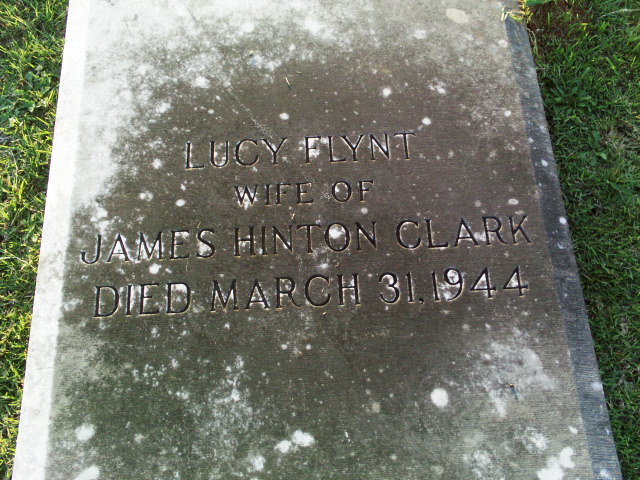 LUCY FLYNT
WIFE OF
JAMES HINTON CLARK
DIED MARCH 31, 1944